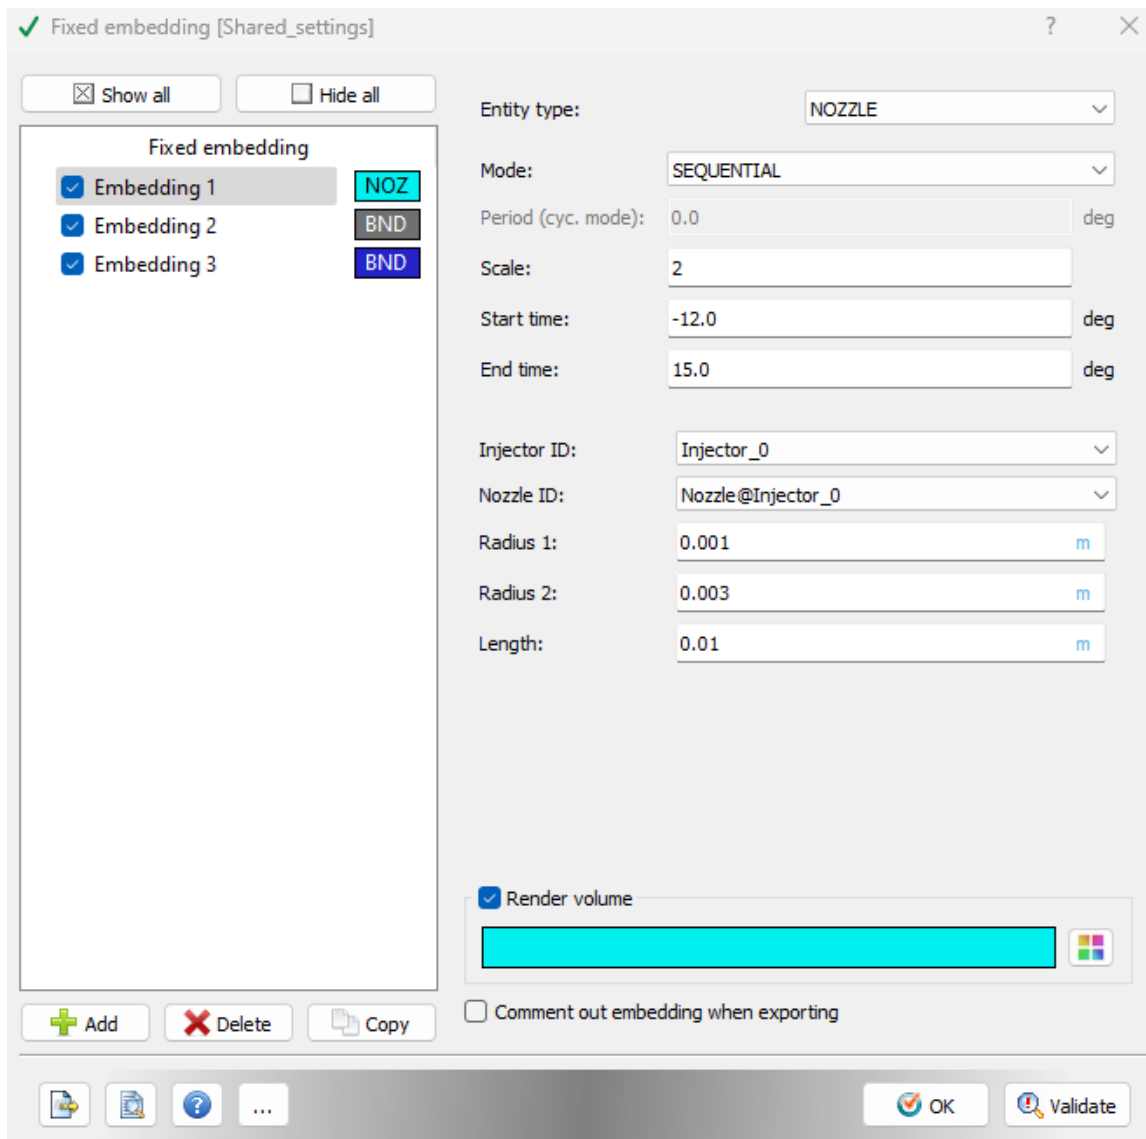 Fixed embedding [Shared_settings] ?
Show all Hide all
Fixed embedding
Embedding 1 NOZ
Embedding 2 BND
Embedding 3 BND
Entity type: NOZZLE
Mode: SEQUENTIAL
Period (cyc. mode): 0.0 deg
Scale: 2
Start time: -12.0 deg
End time: 15.0 deg
Injector ID: Injector_0
Nozzle ID: Nozzle@Injector_0
Radius 1: 0.001 m
Radius 2: 0.003 m
Length: 0.01 m
Render volume
Comment out embedding when exporting
Add Delete Copy
? ... OK Validate